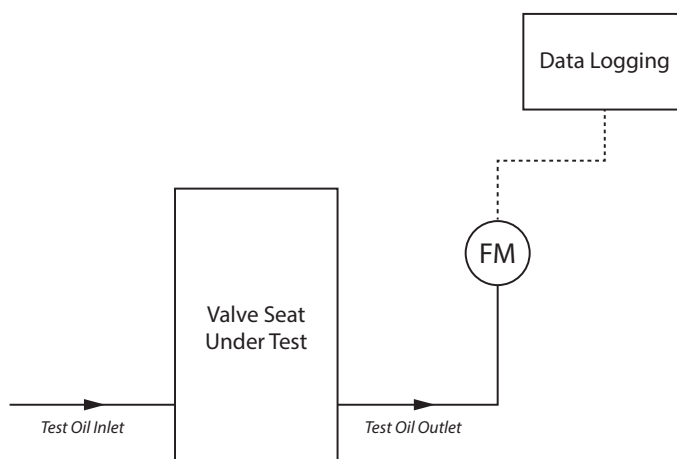 Data Logging
FM
Valve Seat
Under Test
Test Oil Inlet
Test Oil Outlet